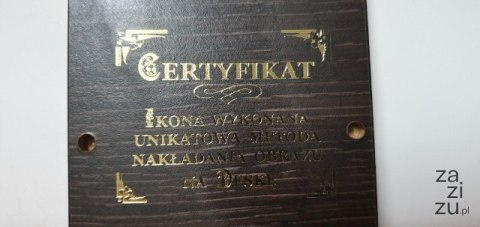 CERTYFIKAT
IKONA WYKONANA
UNIKATOWĄ METODĄ
NAKŁADANIA OBRAZU
NA DESKĘ
za.
zi
zu.pl